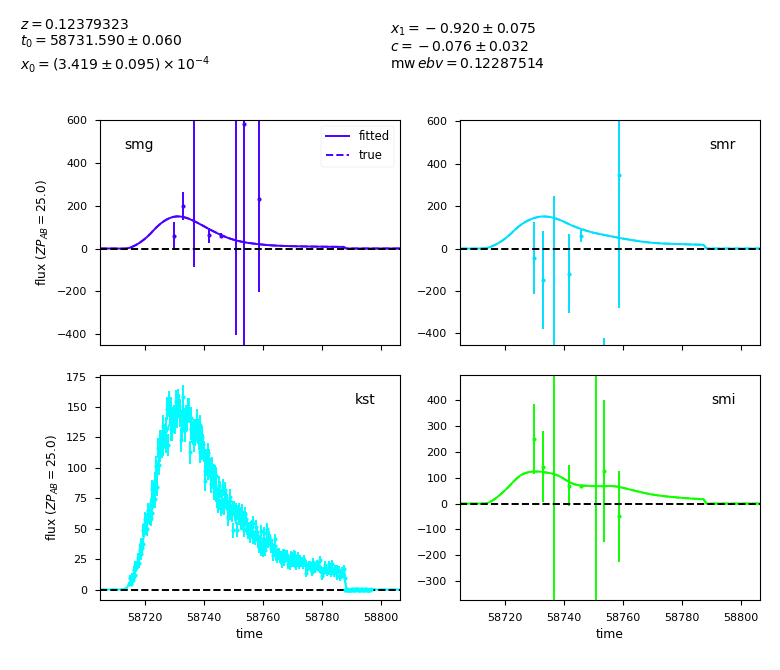 z = 0.12379323
t₀ = 58731.590 ± 0.060
x₀ = (3.419 ± 0.095) × 10⁻⁴
x₁ = −0.920 ± 0.075
c = −0.076 ± 0.032
mwebv = 0.12287514
600
400
200
0
−200
−400
flux (ZP_AB = 25.0)
smg
fitted
true
600
400
200
0
−200
−400
smr
175
150
125
100
75
50
25
0
flux (ZP_AB = 25.0)
kst
58720 58740 58760 58780 58800
time
400
300
200
100
0
−100
−200
−300
smi
58720 58740 58760 58780 58800
time